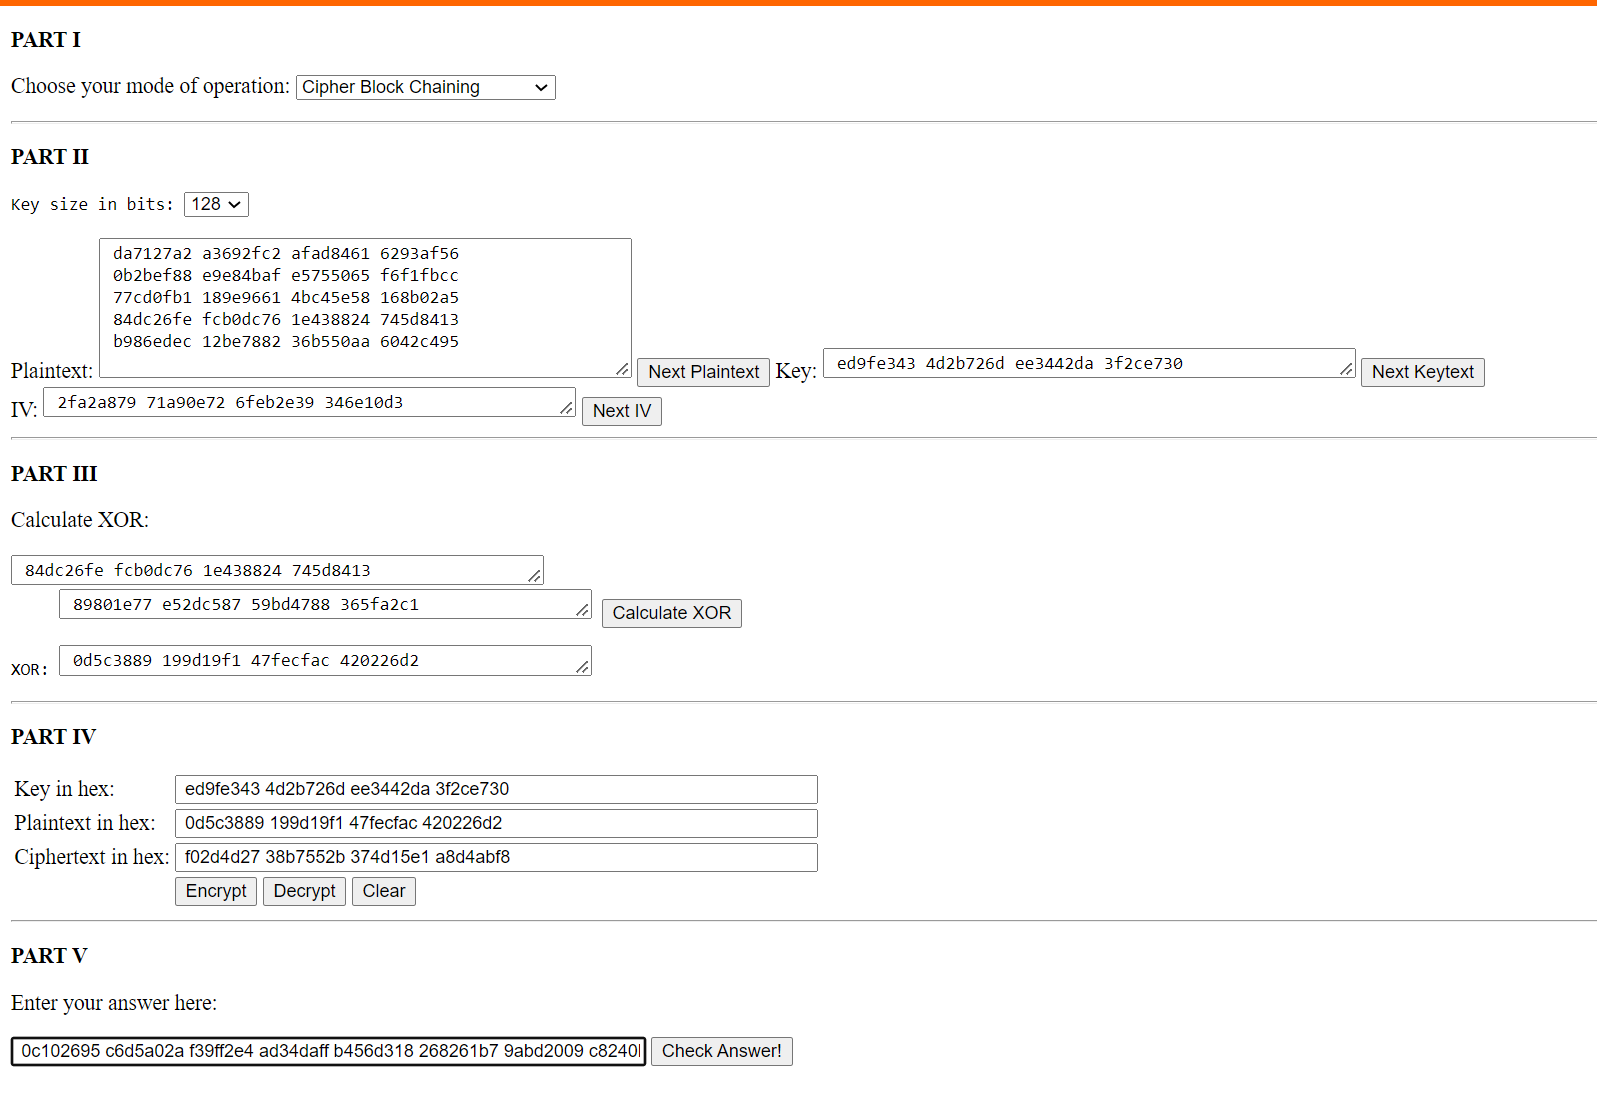 PART I
Choose your mode of operation: Cipher Block Chaining
PART II
Key size in bits: 128
da7127a2 a3692fc2 afad8461 6293af56
0b2bef88 e9e84baf e5755065 f6f1fbcc
77cd0fb1 189e9661 4bc45e58 168b02a5
84dc26fe fcb0dc76 1e438824 745d8413
b986edec 12be7882 36b550aa 6042c495
Plaintext: Next Plaintext Key: ed9fe343 4d2b726d ee3442da 3f2ce730 Next Keytext
IV: 2fa2a879 71a90e72 6feb2e39 346e10d3 Next IV
PART III
Calculate XOR:
84dc26fe fcb0dc76 1e438824 745d8413
89801e77 e52dc587 59bd4788 365fa2c1 Calculate XOR
XOR: 0d5c3889 199d19f1 47fecfac 420226d2
PART IV
Key in hex: ed9fe343 4d2b726d ee3442da 3f2ce730
Plaintext in hex: 0d5c3889 199d19f1 47fecfac 420226d2
Ciphertext in hex: f02d4d27 38b7552b 374d15e1 a8d4abf8
Encrypt Decrypt Clear
PART V
Enter your answer here:
0c102695 c6d5a02a f39ff2e4 ad34daff b456d318 268261b7 9abd2009 c8240 Check Answer!